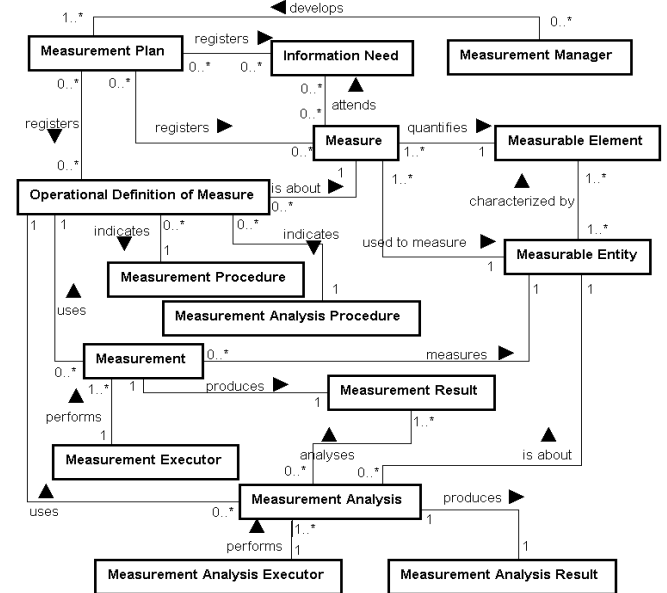 develops
1..*
0..*
Measurement Plan
registers
Information Need
Measurement Manager
0..*
0..*
0..*
0..*
0..*
attends
registers
registers
0..*
Measure
quantifies
Measurable Element
0..*
1..*
1
0..*
1
1..*
1..*
Operational Definition of Measure
is about
0..*
characterized by
1
1
indicates
0..*
0..*
indicates
1..*
used to measure
Measurable Entity
1
1
Measurement Procedure
1
1
1
Measurement Analysis Procedure
uses
Measurement
0..*
measures
0..*
1..*
1
produces
Measurement Result
1
performs
1..*
1
analyses
is about
Measurement Executor
0..*
0..*
uses
Measurement Analysis
produces
0..*
1
1..*
performs
1
1
Measurement Analysis Executor
Measurement Analysis Result